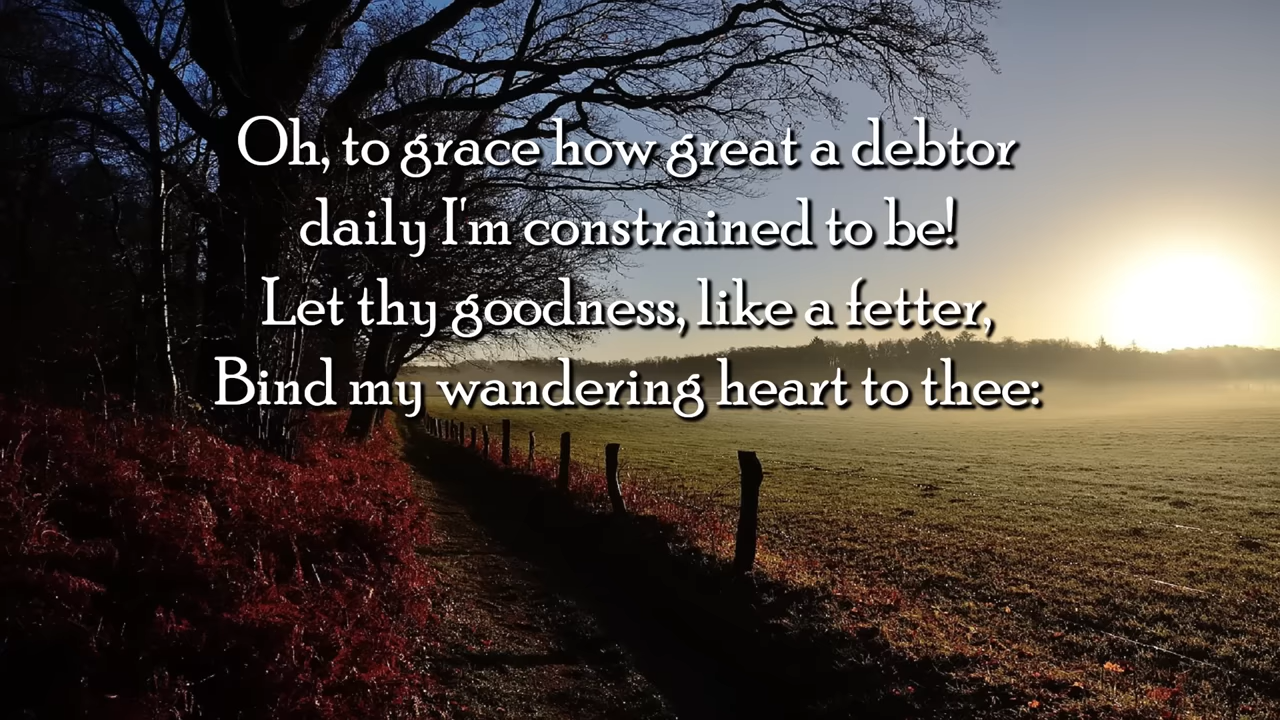 Oh, to grace how great a debtor
daily I'm constrained to be!
Let thy goodness, like a fetter,
Bind my wandering heart to thee: